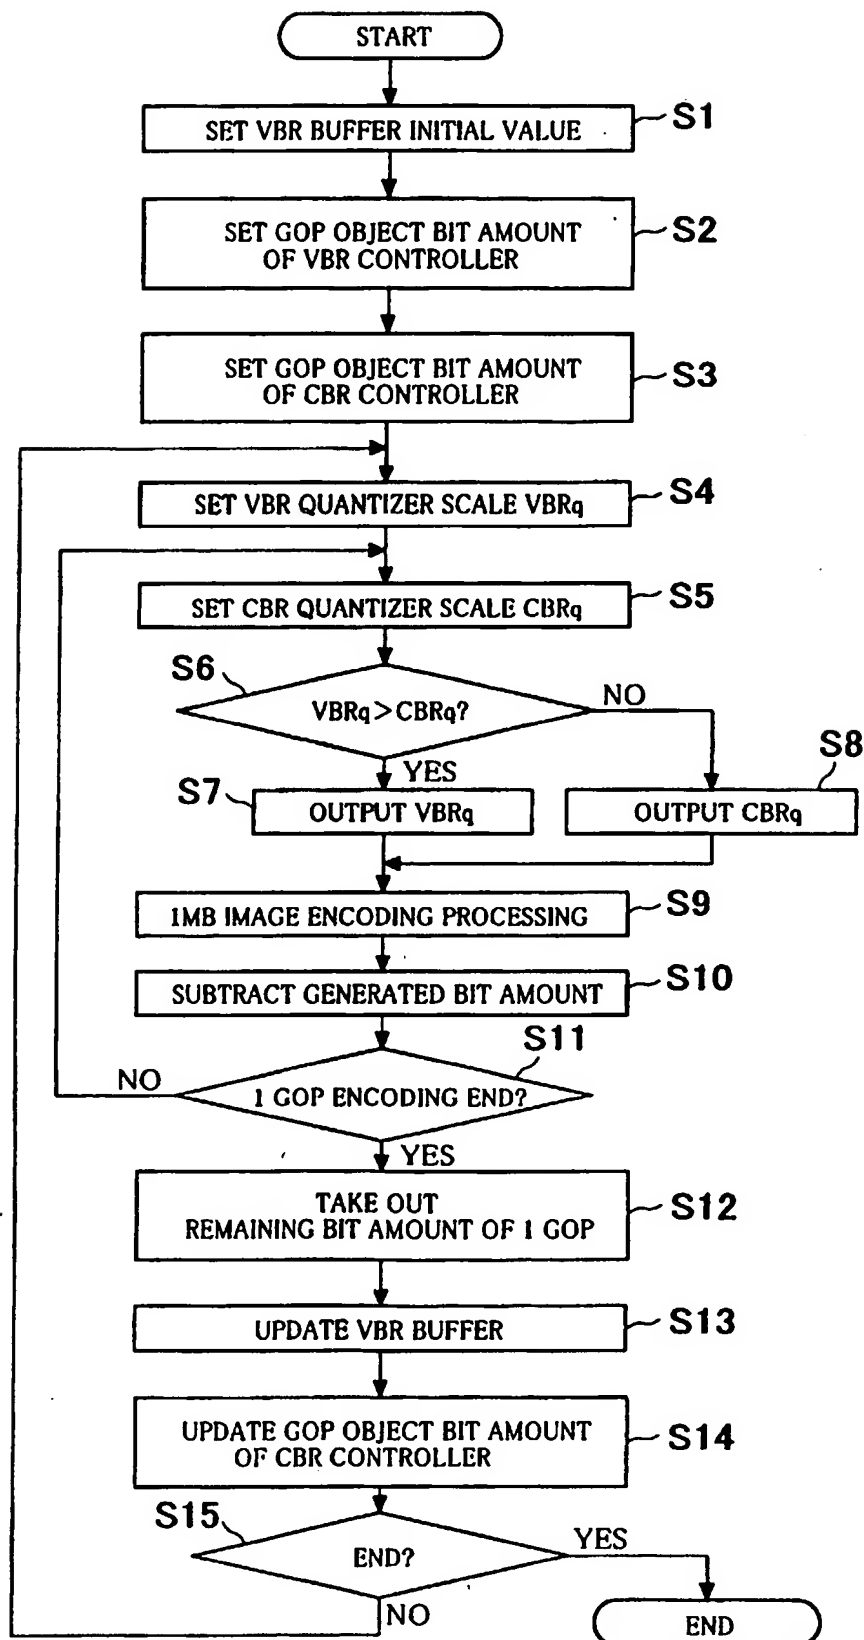 START
SET VBR BUFFER INITIAL VALUE
S1
SET GOP OBJECT BIT AMOUNT
OF VBR CONTROLLER
S2
SET GOP OBJECT BIT AMOUNT
OF CBR CONTROLLER
S3
SET VBR QUANTIZER SCALE VBRq
S4
SET CBR QUANTIZER SCALE CBRq
S5
S6
VBRq>CBRq?
NO
YES
S7
OUTPUT VBRq
S8
OUTPUT CBRq
1MB IMAGE ENCODING PROCESSING
S9
SUBTRACT GENERATED BIT AMOUNT
S10
S11
1 GOP ENCODING END?
NO
YES
TAKE OUT
REMAINING BIT AMOUNT OF 1 GOP
S12
UPDATE VBR BUFFER
S13
UPDATE GOP OBJECT BIT AMOUNT
OF CBR CONTROLLER
S14
S15
END?
YES
NO
END